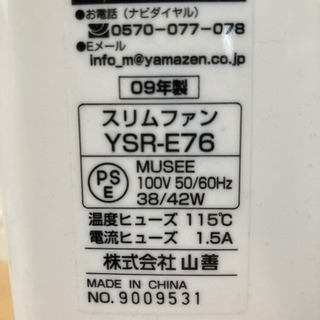 ●お電話（ナビダイヤル）
0570-077-078
●Eメール
info_m@yamazen.co.jp
09年製
スリムファン
YSR-E76
PS
E
MUSEE
100V 50/60Hz
38/42W
温度ヒューズ 115℃
電流ヒューズ 1.5A
株式会社 山善
MADE IN CHINA
NO. 9009531